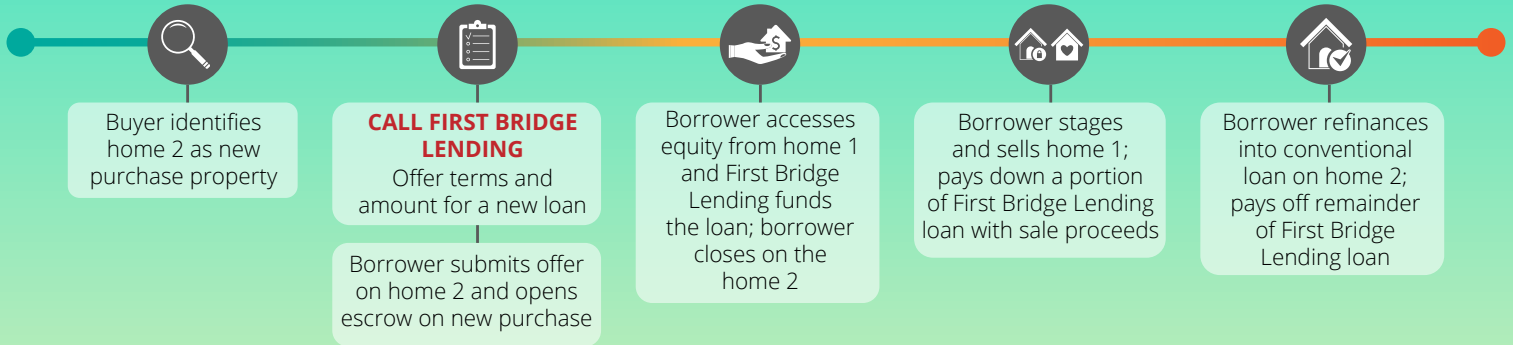 Buyer identifies
home 2 as new
purchase property
CALL FIRST BRIDGE
LENDING
Offer terms and
amount for a new loan
Borrower submits offer
on home 2 and opens
escrow on new purchase
Borrower accesses
equity from home 1
and First Bridge
Lending funds
the loan; borrower
closes on the
home 2
Borrower stages
and sells home 1;
pays down a portion
of First Bridge Lending
loan with sale proceeds
Borrower refinances
into conventional
loan on home 2;
pays off remainder
of First Bridge
Lending loan